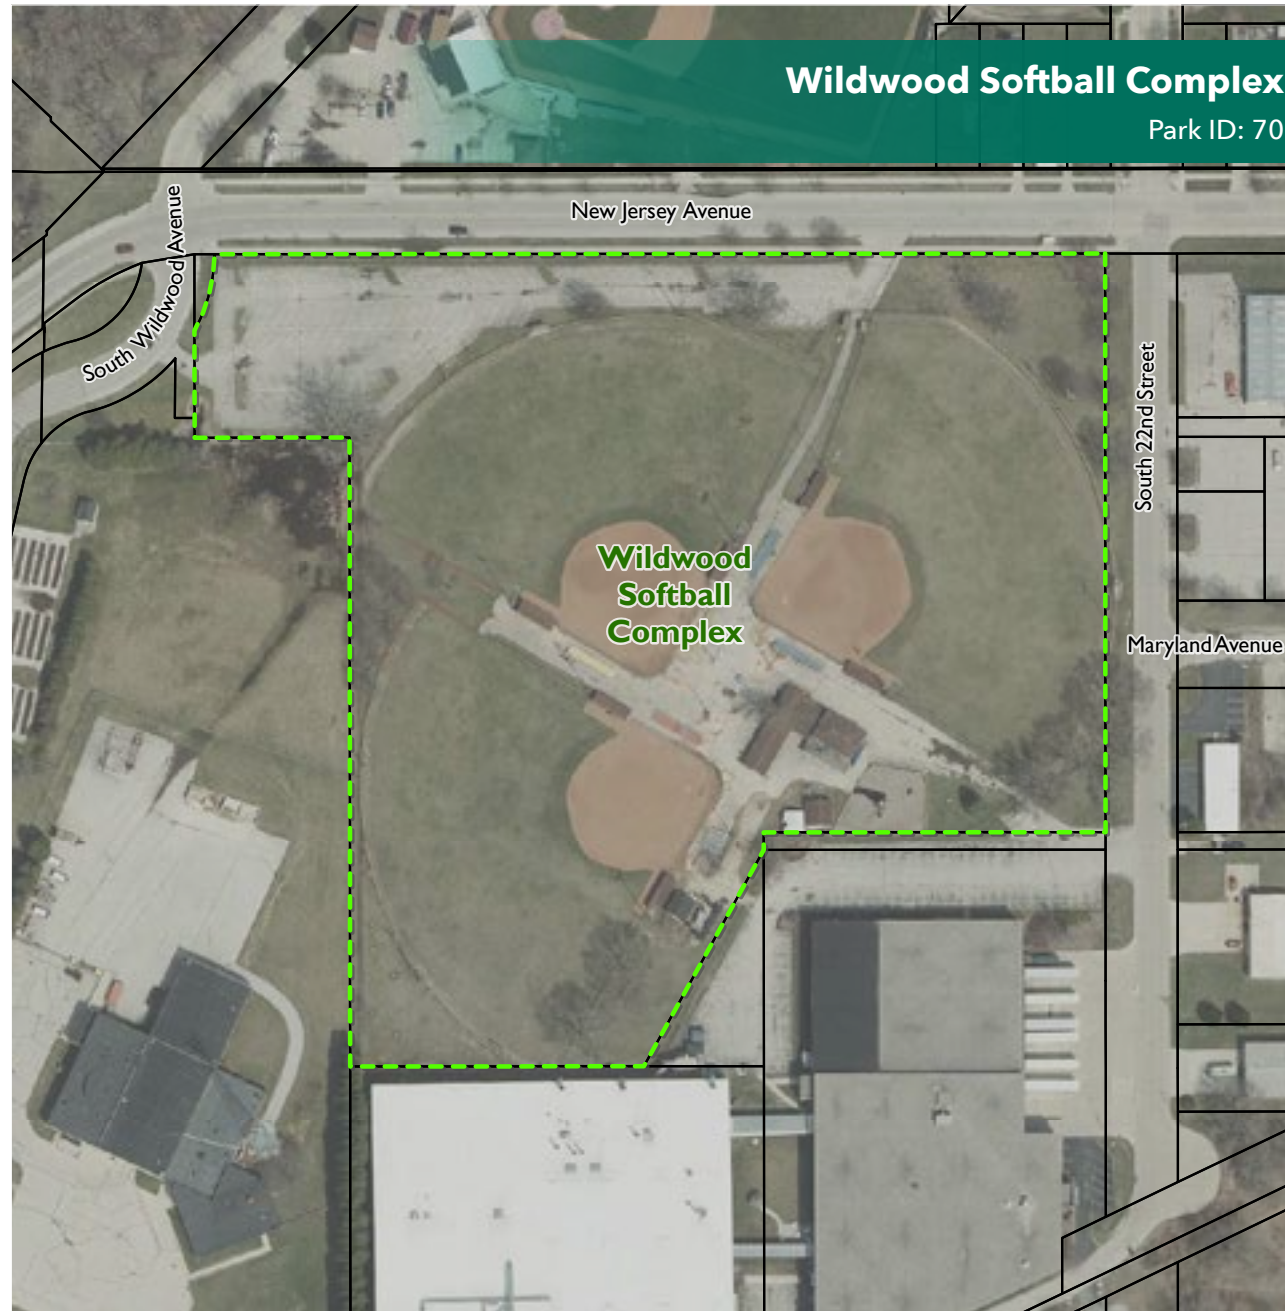 Wildwood Softball Complex
Park ID: 70
New Jersey Avenue
South Wildwood Avenue
South 22nd Street
Wildwood
Softball
Complex
Maryland Avenue